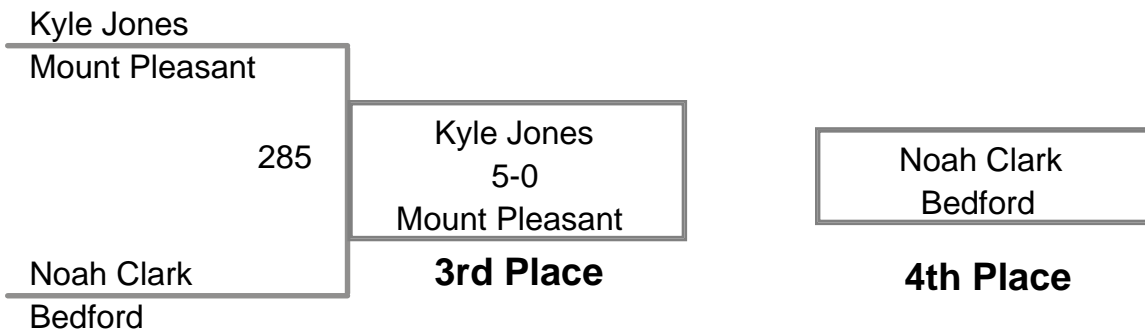 Kyle Jones
Mount Pleasant
285
Noah Clark
Bedford
Kyle Jones
5-0
Mount Pleasant
3rd Place
Noah Clark
Bedford
4th Place